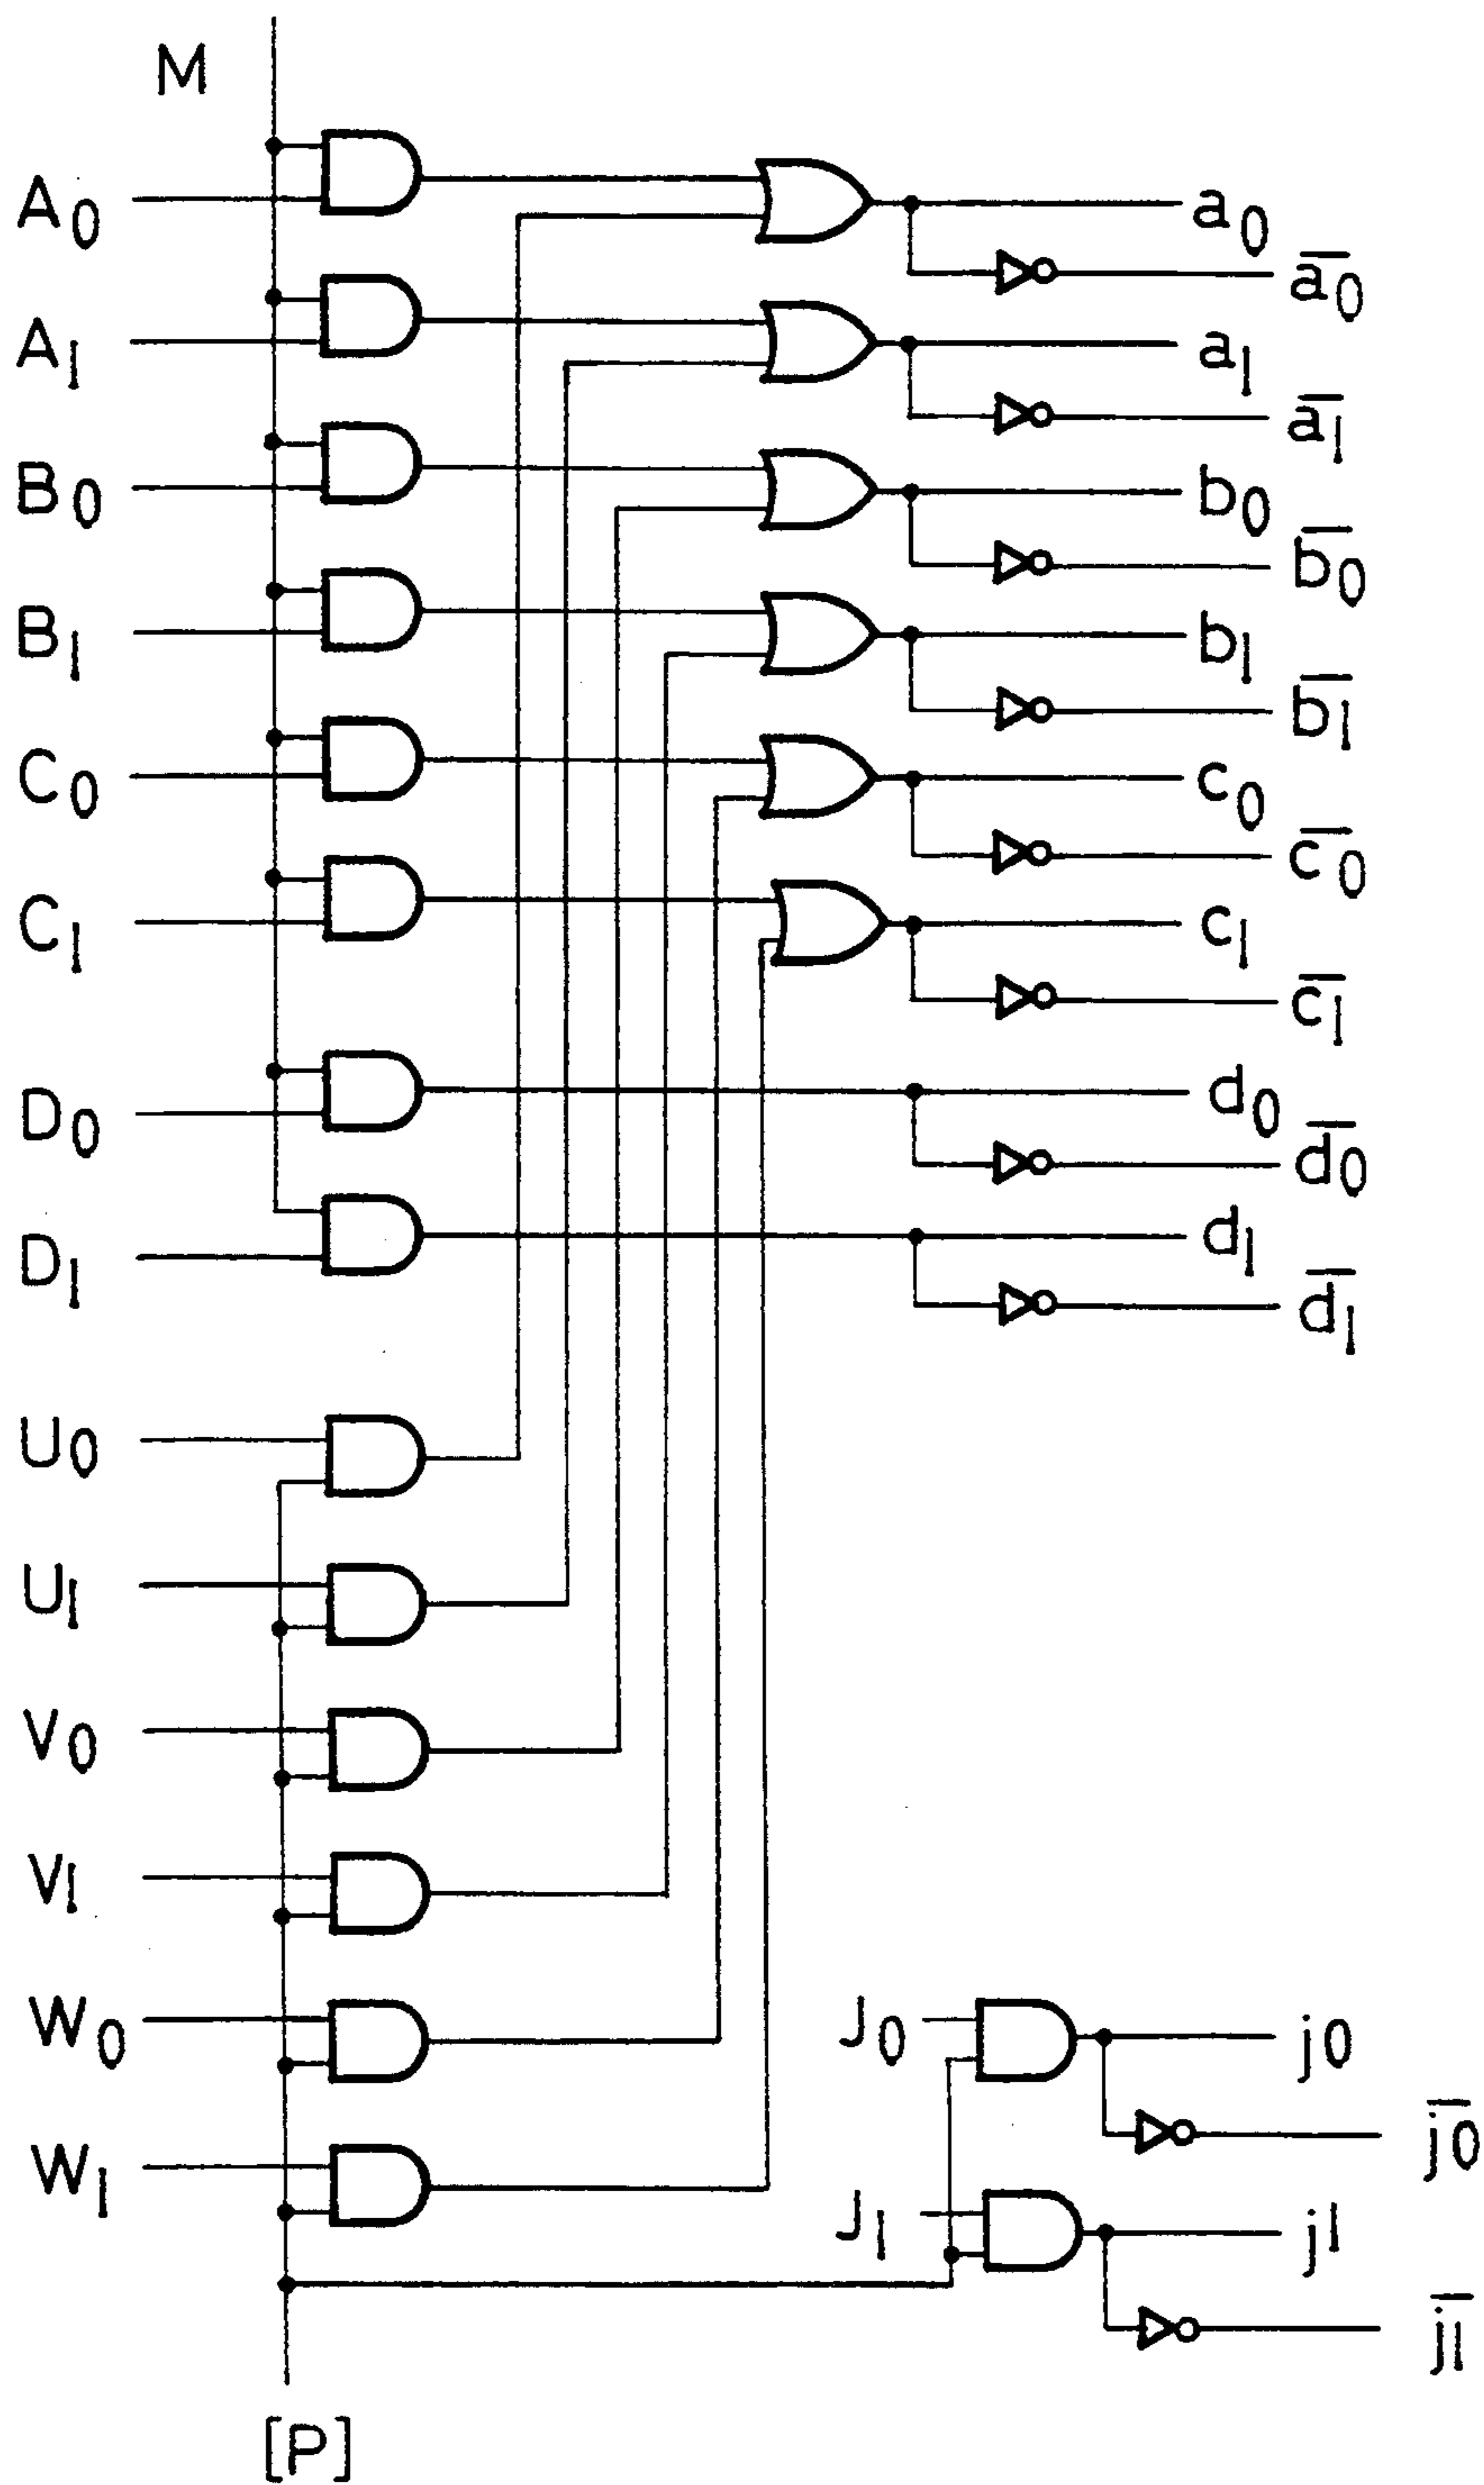 M
A₀
a₀
a̅₀
A₁
a₁
a̅₁
B₀
b₀
b̅₀
B₁
b₁
b̅₁
C₀
c₀
c̅₀
C₁
c₁
c̅₁
D₀
d₀
d̅₀
D₁
d₁
d̅₁
U₀
U₁
V₀
V₁
W₀
J₀
j0
j̅0̅
W₁
J₁
j1
j̅1̅
[P]